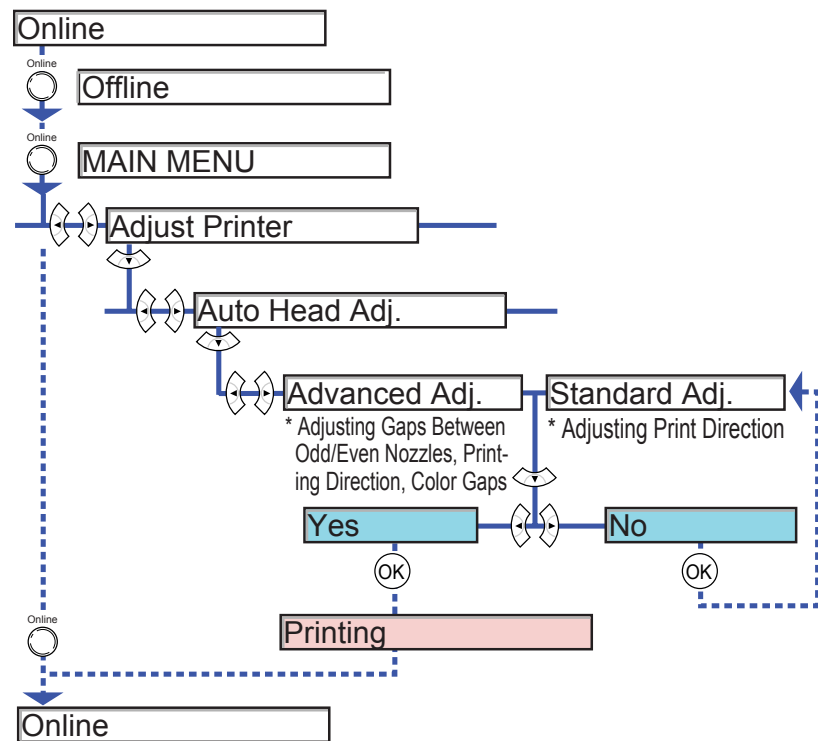 Online
Online
Offline
Online
MAIN MENU
Adjust Printer
Auto Head Adj.
Advanced Adj.
Standard Adj.
* Adjusting Gaps Between
Odd/Even Nozzles, Print-
ing Direction, Color Gaps
* Adjusting Print Direction
Yes
No
OK
OK
Printing
Online
Online